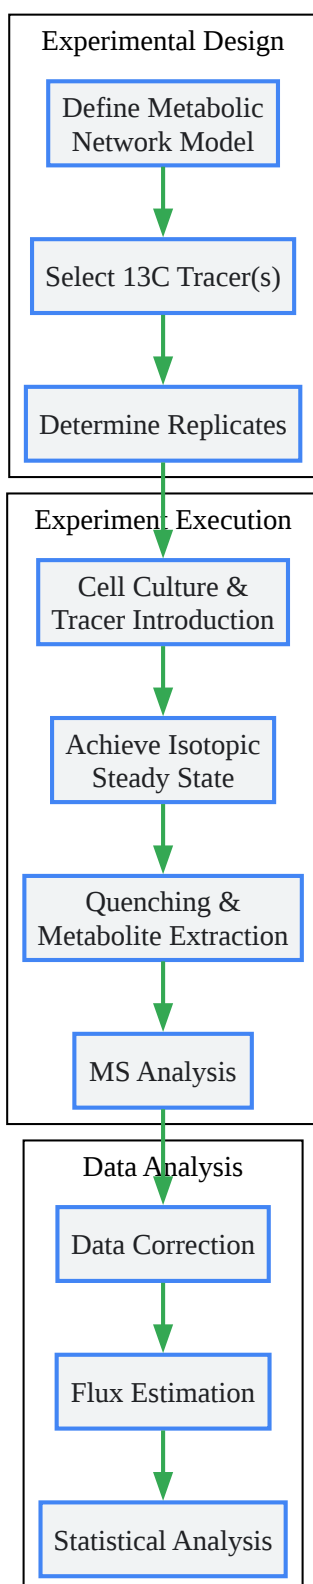 Experimental Design
Define Metabolic
Network Model
Select 13C Tracer(s)
Determine Replicates
Experiment Execution
Cell Culture &
Tracer Introduction
Achieve Isotopic
Steady State
Quenching &
Metabolite Extraction
MS Analysis
Data Analysis
Data Correction
Flux Estimation
Statistical Analysis